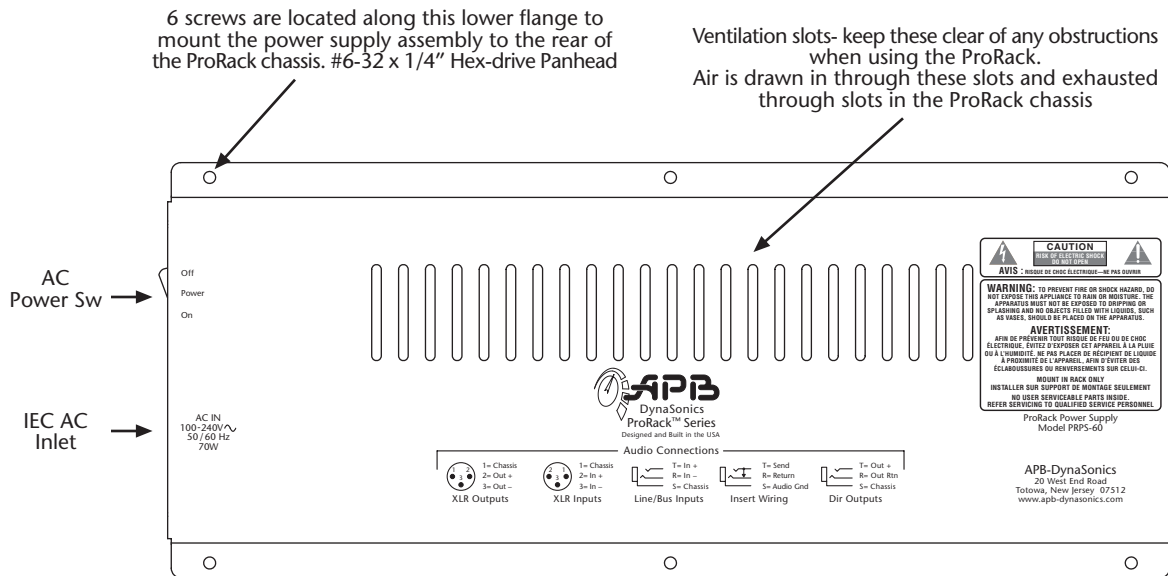 6 screws are located along this lower flange to
mount the power supply assembly to the rear of
the ProRack chassis. #6-32 x 1/4" Hex-drive Panhead
Ventilation slots- keep these clear of any obstructions
when using the ProRack.
Air is drawn in through these slots and exhausted
through slots in the ProRack chassis
AC
Power Sw
Off
Power
On
IEC AC
Inlet
AC IN
100-240V~
50/60 Hz
70W
CAUTION
RISK OF ELECTRIC SHOCK
DO NOT OPEN
AVIS : RISQUE DE CHOC ÉLECTRIQUE—NE PAS OUVRIR
WARNING: TO PREVENT FIRE OR SHOCK HAZARD, DO
NOT EXPOSE THIS APPLIANCE TO RAIN OR MOISTURE. THE
APPARATUS MUST NOT BE EXPOSED TO DRIPPING OR
SPLASHING AND NO OBJECTS FILLED WITH LIQUIDS, SUCH
AS VASES, SHOULD BE PLACED ON THE APPARATUS.
AVERTISSEMENT:
AFIN DE PRÉVENIR TOUT RISQUE DE FEU OU DE CHOC
ÉLECTRIQUE, ÉVITEZ D'EXPOSER CET APPAREIL À LA PLUIE
OU À L'HUMIDITÉ. NE PAS PLACER DE RÉCIPIENT DE LIQUIDE
À PROXIMITÉ DE L'APPAREIL, AFIN D'ÉVITER DES
ÉCLABOUSSURES OU RENVERSEMENTS SUR CELUI-CI.
MOUNT IN RACK ONLY
INSTALLER SUR SUPPORT DE MONTAGE SEULEMENT
NO USER SERVICEABLE PARTS INSIDE.
REFER SERVICING TO QUALIFIED SERVICE PERSONNEL
ProRack Power Supply
Model PRPS-60
APB
DynaSonics
ProRack™ Series
Designed and Built in the USA
Audio Connections
1 2 3
1= Chassis
2= Out +
3= Out –
XLR Outputs
2 1 3
1= Chassis
2= In +
3= In –
XLR Inputs
T= In +
R= In –
S= Chassis
Line/Bus Inputs
T= Send
R= Return
S= Audio Gnd
Insert Wiring
T= Out +
R= Out Rtn
S= Chassis
Dir Outputs
APB-DynaSonics
20 West End Road
Totowa, New Jersey 07512
www.apb-dynasonics.com